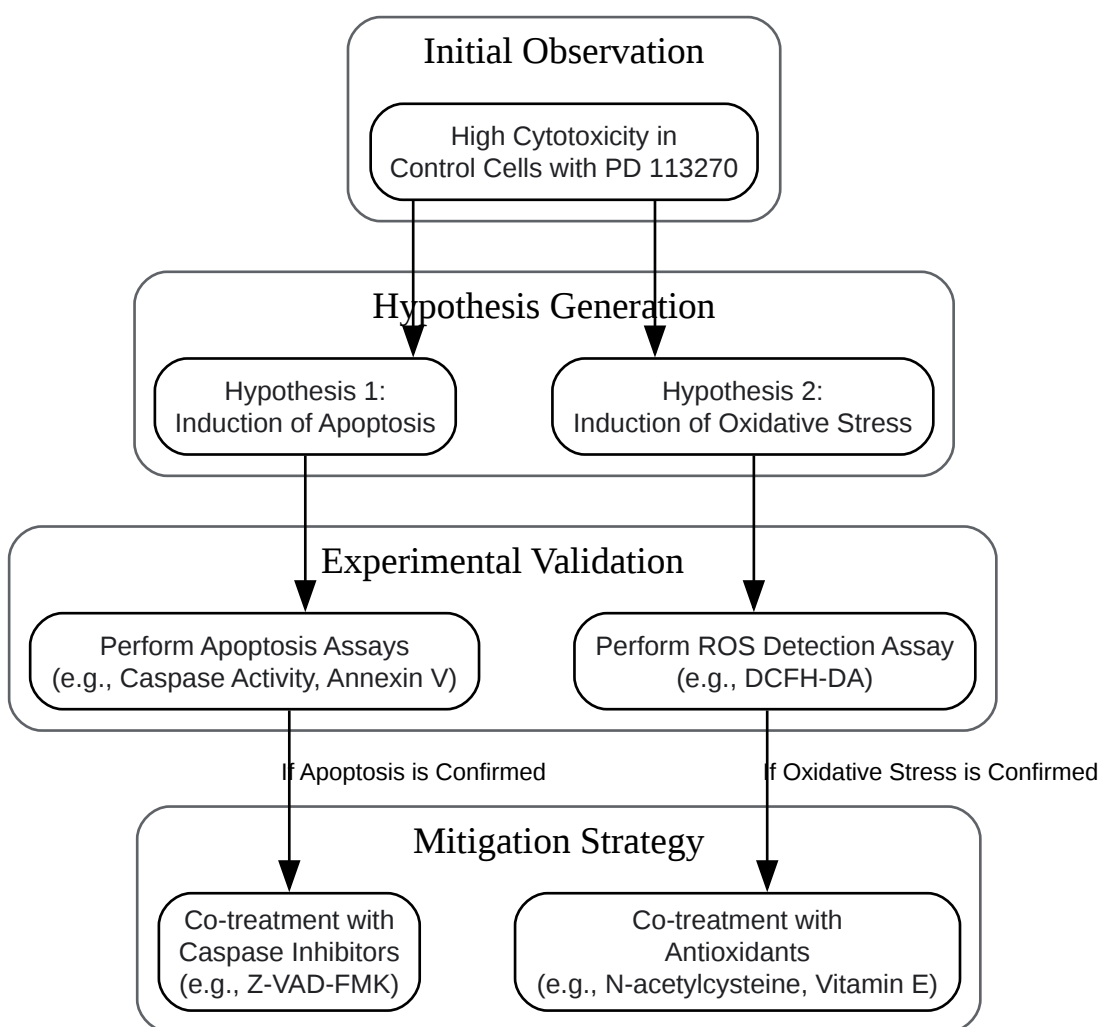 Initial Observation
High Cytotoxicity in
Control Cells with PD 113270
Hypothesis Generation
Hypothesis 1:
Induction of Apoptosis
Hypothesis 2:
Induction of Oxidative Stress
Experimental Validation
Perform Apoptosis Assays
(e.g., Caspase Activity, Annexin V)
Perform ROS Detection Assay
(e.g., DCFH-DA)
If Apoptosis is Confirmed
If Oxidative Stress is Confirmed
Mitigation Strategy
Co-treatment with
Caspase Inhibitors
(e.g., Z-VAD-FMK)
Co-treatment with
Antioxidants
(e.g., N-acetylcysteine, Vitamin E)